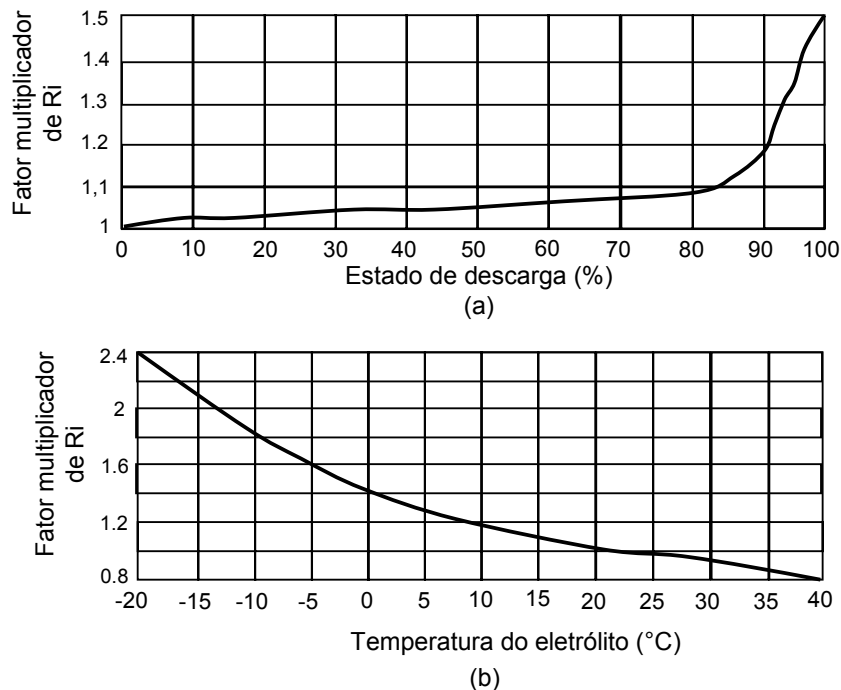 Fator multiplicador
de Ri
1.5
1.4
1.3
1.2
1,1
1
0 10 20 30 40 50 60 70 80 90 100
Estado de descarga (%)
(a)
Fator multiplicador
de Ri
2.4
2
1.6
1.2
0.8
-20 -15 -10 -5 0 5 10 15 20 25 30 35 40
Temperatura do eletrólito (°C)
(b)